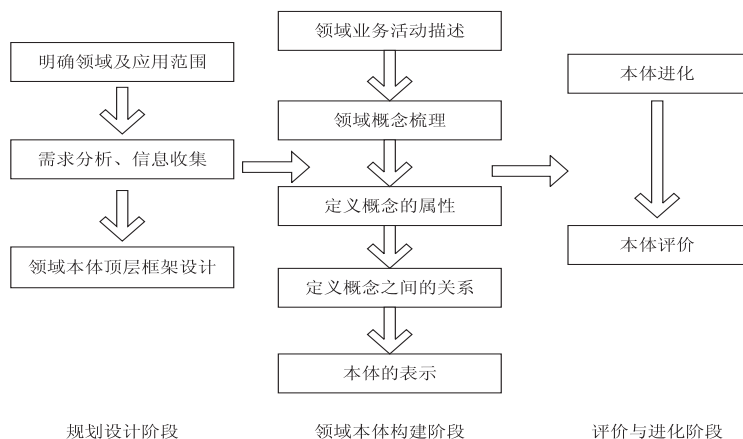 明确领域及应用范围
需求分析、信息收集
领域本体顶层框架设计
规划设计阶段
领域业务活动描述
领域概念梳理
定义概念的属性
定义概念之间的关系
本体的表示
领域本体构建阶段
本体进化
本体评价
评价与进化阶段